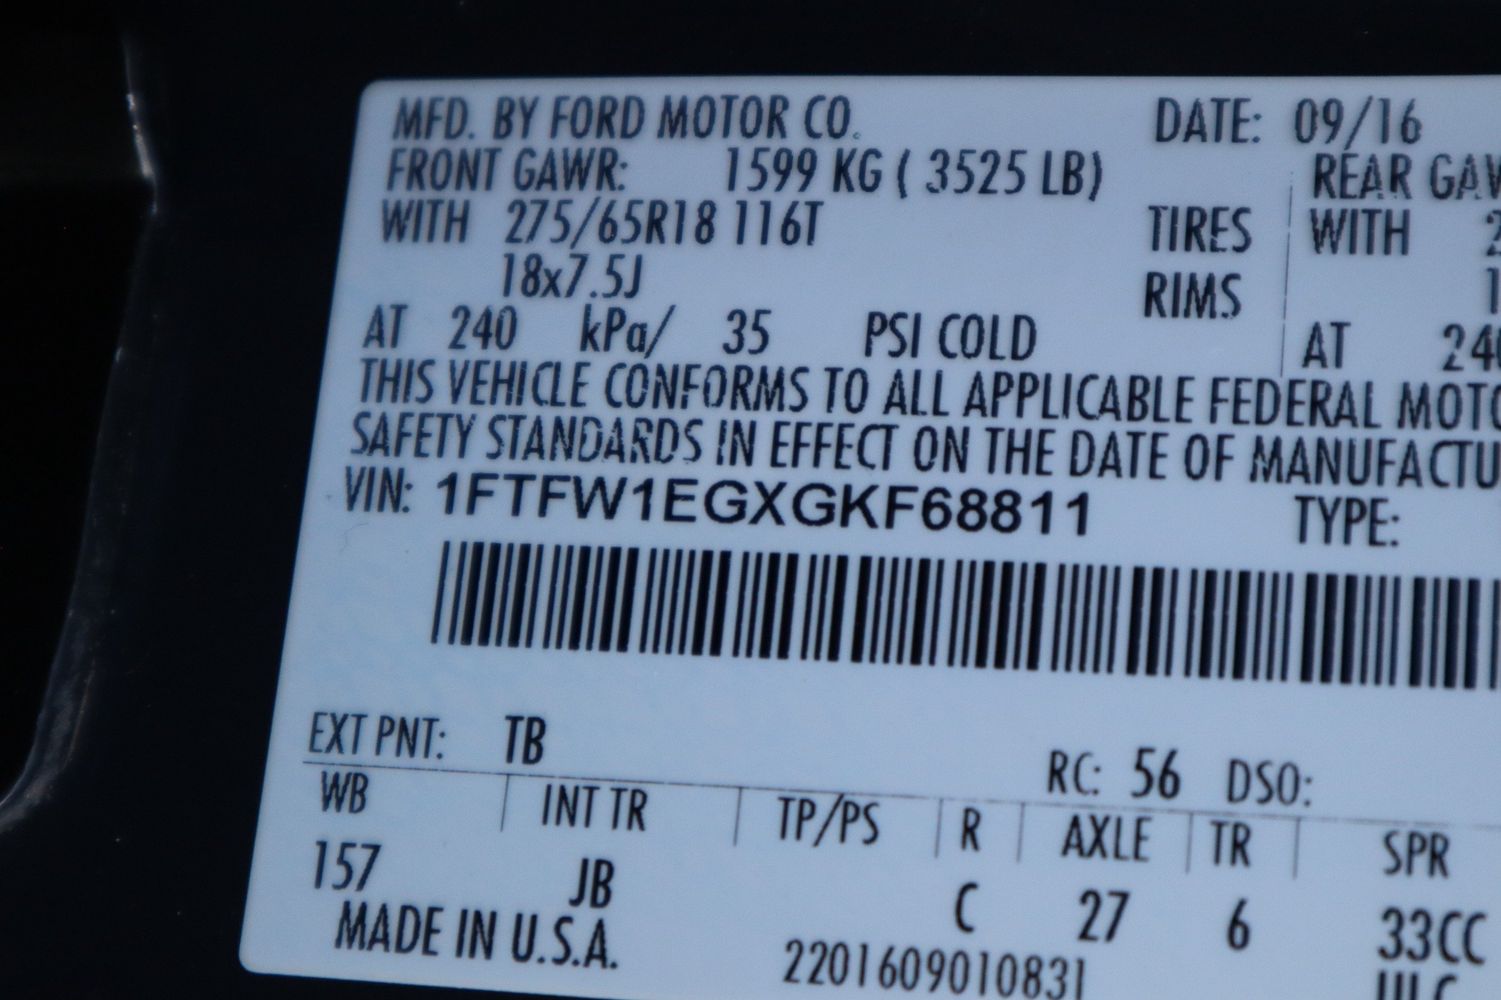 MFD. BY FORD MOTOR CO. DATE: 09/16
FRONT GAWR: 1599 KG ( 3525 LB) REAR
WITH 275/65R18 116T TIRES WITH
18x7.5J RIMS
AT 240 kPa/ 35 PSI COLD AT
THIS VEHICLE CONFORMS TO ALL APPLICABLE FEDERAL
SAFETY STANDARDS IN EFFECT ON THE DATE OF
VIN: 1FTFW1EGXGKF68811 TYPE:
EXT PNT: TB RC: 56 DSO:
WB INT TR TP/PS R AXLE TR SPR
157 JB C 27 6 33CC
MADE IN U.S.A. 2201609010831